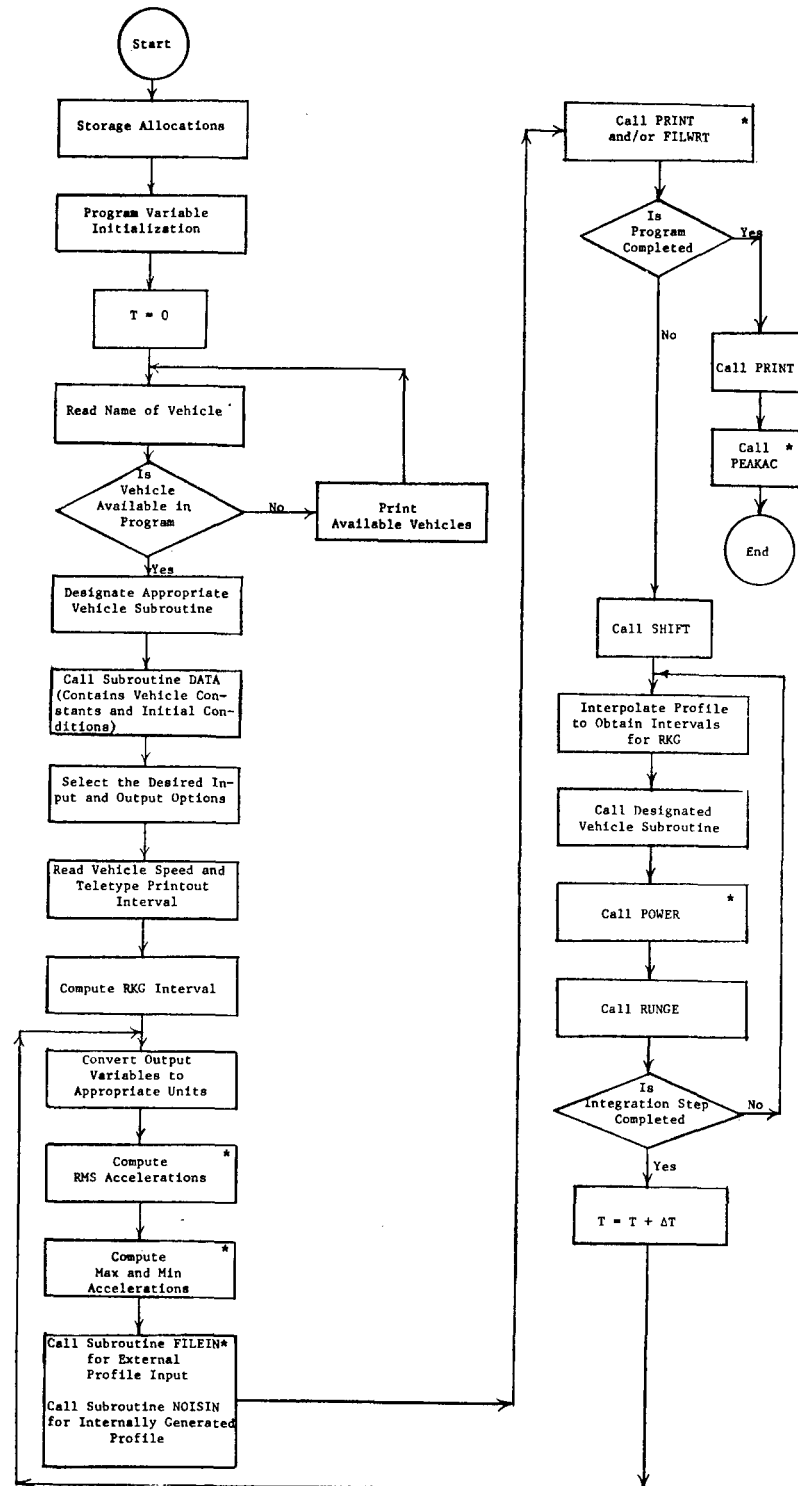 Start
Storage Allocations
Program Variable
Initialization
T = 0
Read Name of Vehicle
Is
Vehicle
Available in
Program
No
Print
Available Vehicles
Yes
Designate Appropriate
Vehicle Subroutine
Call Subroutine DATA
(Contains Vehicle Con-
stants and Initial Con-
ditions)
Select the Desired In-
put and Output Options
Read Vehicle Speed and
Teletype Printout
Interval
Compute RKG Interval
Convert Output
Variables to
Appropriate Units
Compute *
RMS Accelerations
Compute *
Max and Min
Accelerations
Call Subroutine FILEIN*
for External
Profile Input
Call Subroutine NOISIN
for Internally Generated
Profile
Call PRINT *
and/or FILWRT
Is
Program
Completed
Yes
No
Call PRINT
Call *
PEAKAC
End
Call SHIFT
Interpolate Profile
to Obtain Intervals
for RKG
Call Designated
Vehicle Subroutine
Call POWER *
Call RUNGE
Is
Integration Step
Completed
No
Yes
T = T + ΔT